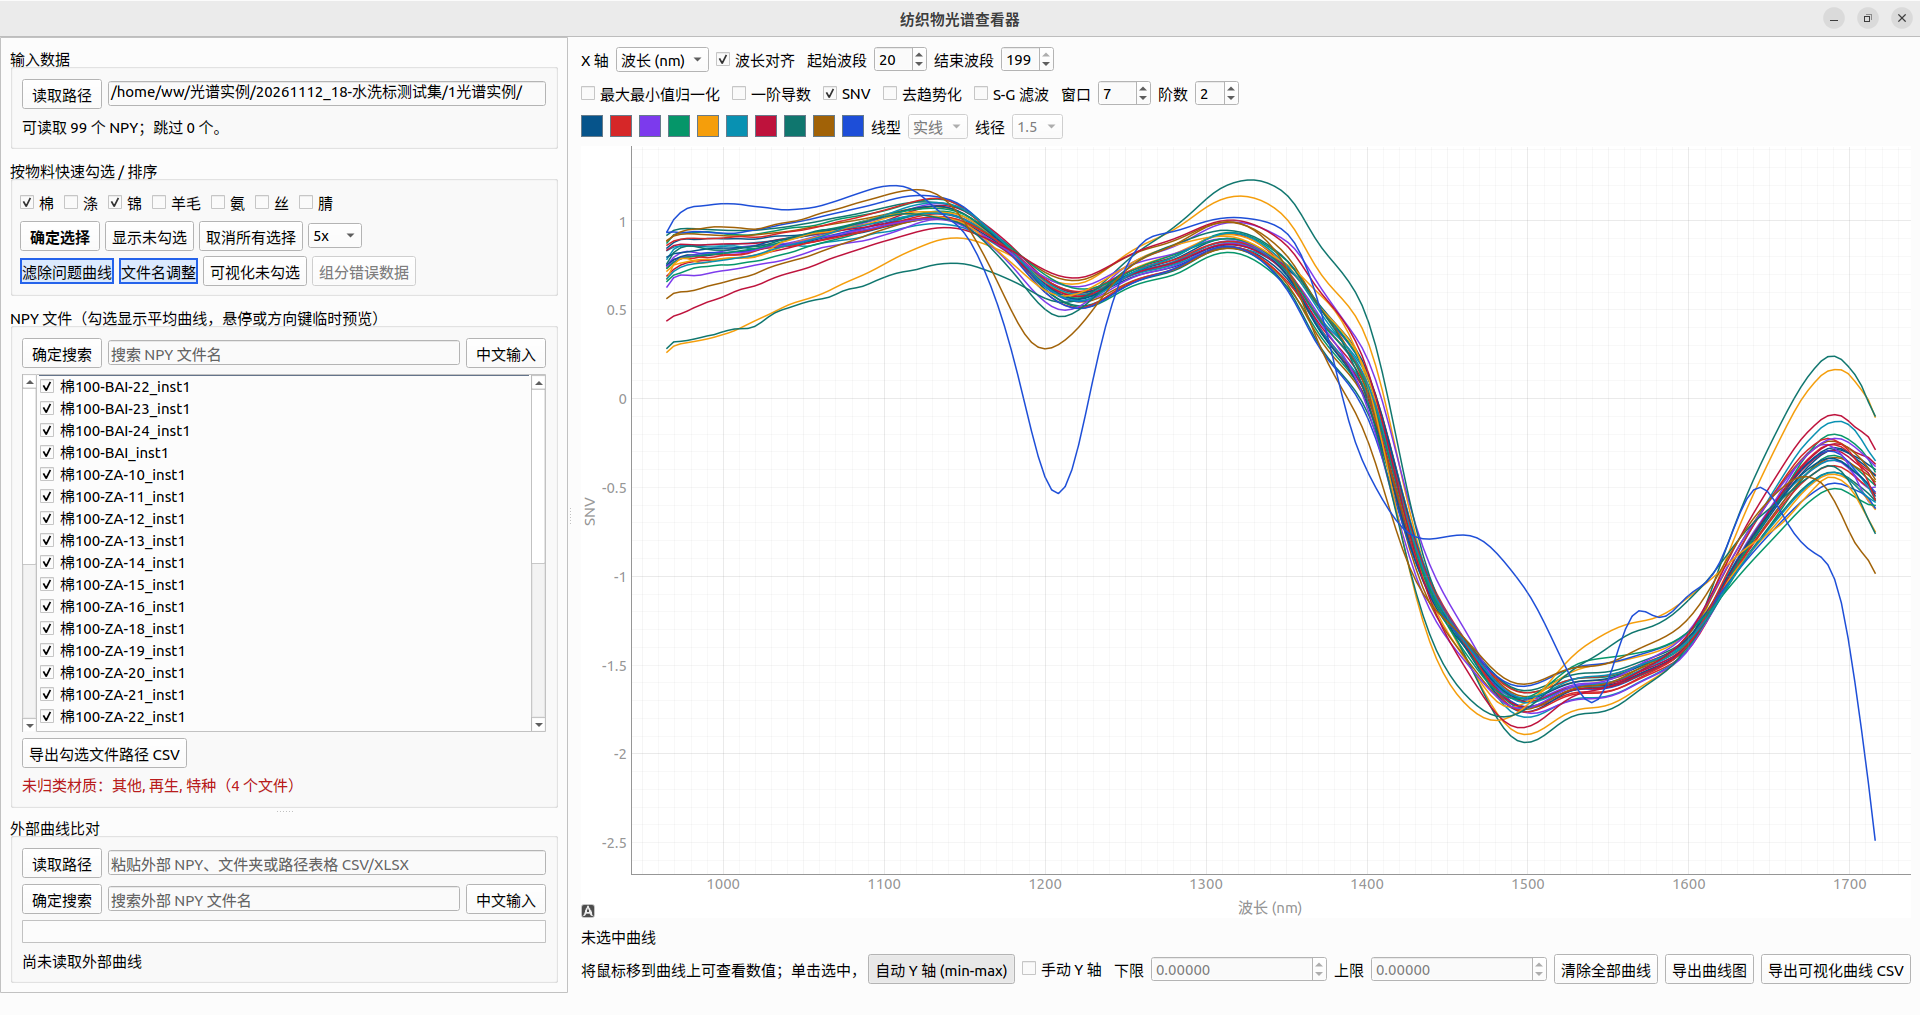 纺织物光谱查看器
输入数据
读取路径 /home/ww/光谱实例/20261112_18-水洗标测试集/1光谱实例/
可读取 99 个 NPY；跳过 0 个。
按物料快速勾选 / 排序
棉 涤 锦 羊毛 氨 丝 腈
确定选择 显示未勾选 取消所有选择 5x
滤除问题曲线 文件名调整 可视化未勾选 组分错误数据
NPY 文件（勾选显示平均曲线，悬停或方向键临时预览）
确定搜索 搜索 NPY 文件名 中文输入
棉100-BAI-22_inst1
棉100-BAI-23_inst1
棉100-BAI-24_inst1
棉100-BAI_inst1
棉100-ZA-10_inst1
棉100-ZA-11_inst1
棉100-ZA-12_inst1
棉100-ZA-13_inst1
棉100-ZA-14_inst1
棉100-ZA-15_inst1
棉100-ZA-16_inst1
棉100-ZA-18_inst1
棉100-ZA-19_inst1
棉100-ZA-20_inst1
棉100-ZA-21_inst1
棉100-ZA-22_inst1
导出勾选文件路径 CSV
未归类材质：其他, 再生, 特种（4 个文件）
外部曲线比对
读取路径 粘贴外部 NPY、文件夹或路径表格 CSV/XLSX
确定搜索 搜索外部 NPY 文件名 中文输入
尚未读取外部曲线
X 轴 波长 (nm) 波长对齐 起始波段 20 结束波段 199
最大最小值归一化 一阶导数 SNV 去趋势化 S-G 滤波 窗口 7 阶数 2
线型 实线 线径 1.5
1
0.5
0
-0.5
-1
-1.5
-2
-2.5
SNV
1000 1100 1200 1300 1400 1500 1600 1700
波长 (nm)
A
未选中曲线
将鼠标移到曲线上可查看数值；单击选中， 自动 Y 轴 (min-max) 手动 Y 轴 下限 0.00000 上限 0.00000 清除全部曲线 导出曲线图 导出可视化曲线 CSV